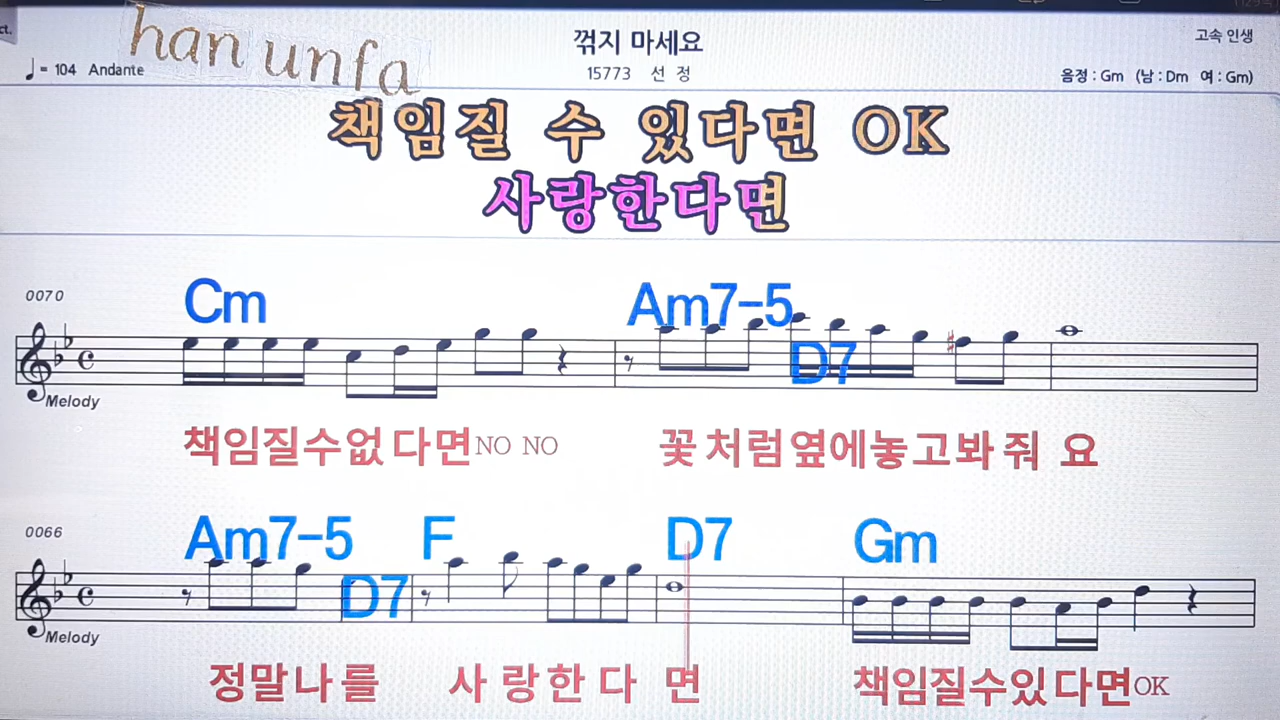 ct.
han unfa
꺾지 마세요
고속 인생
♩= 104 Andante
15773 선 정
음정 : Gm (남 : Dm 여 : Gm)
책임질 수 있다면 OK
사랑한다면
0070
Cm Am7-5 D7
Melody
책임질수없다면NO NO 꽃처럼옆에놓고봐줘요
0066
Am7-5 D7 F D7 Gm
Melody
정말나를 사랑한다면 책임질수있다면OK